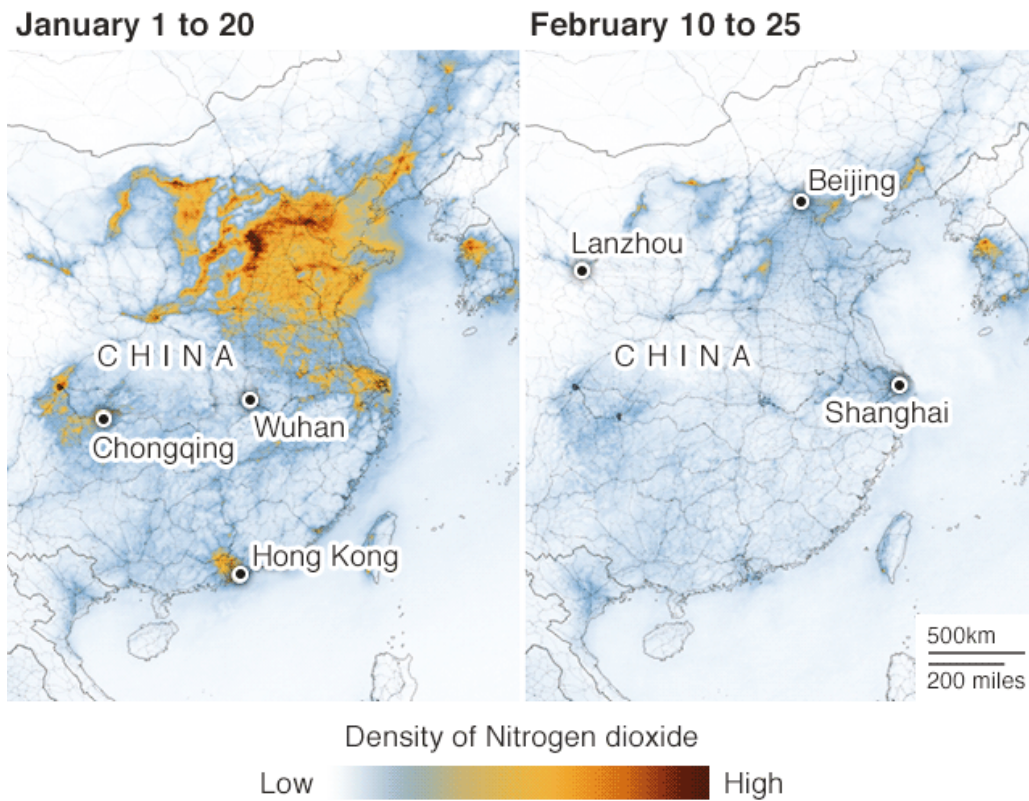 January 1 to 20
February 10 to 25
Beijing
Lanzhou
CHINA
CHINA
Shanghai
Wuhan
Chongqing
Hong Kong
500km
200 miles
Density of Nitrogen dioxide
Low
High